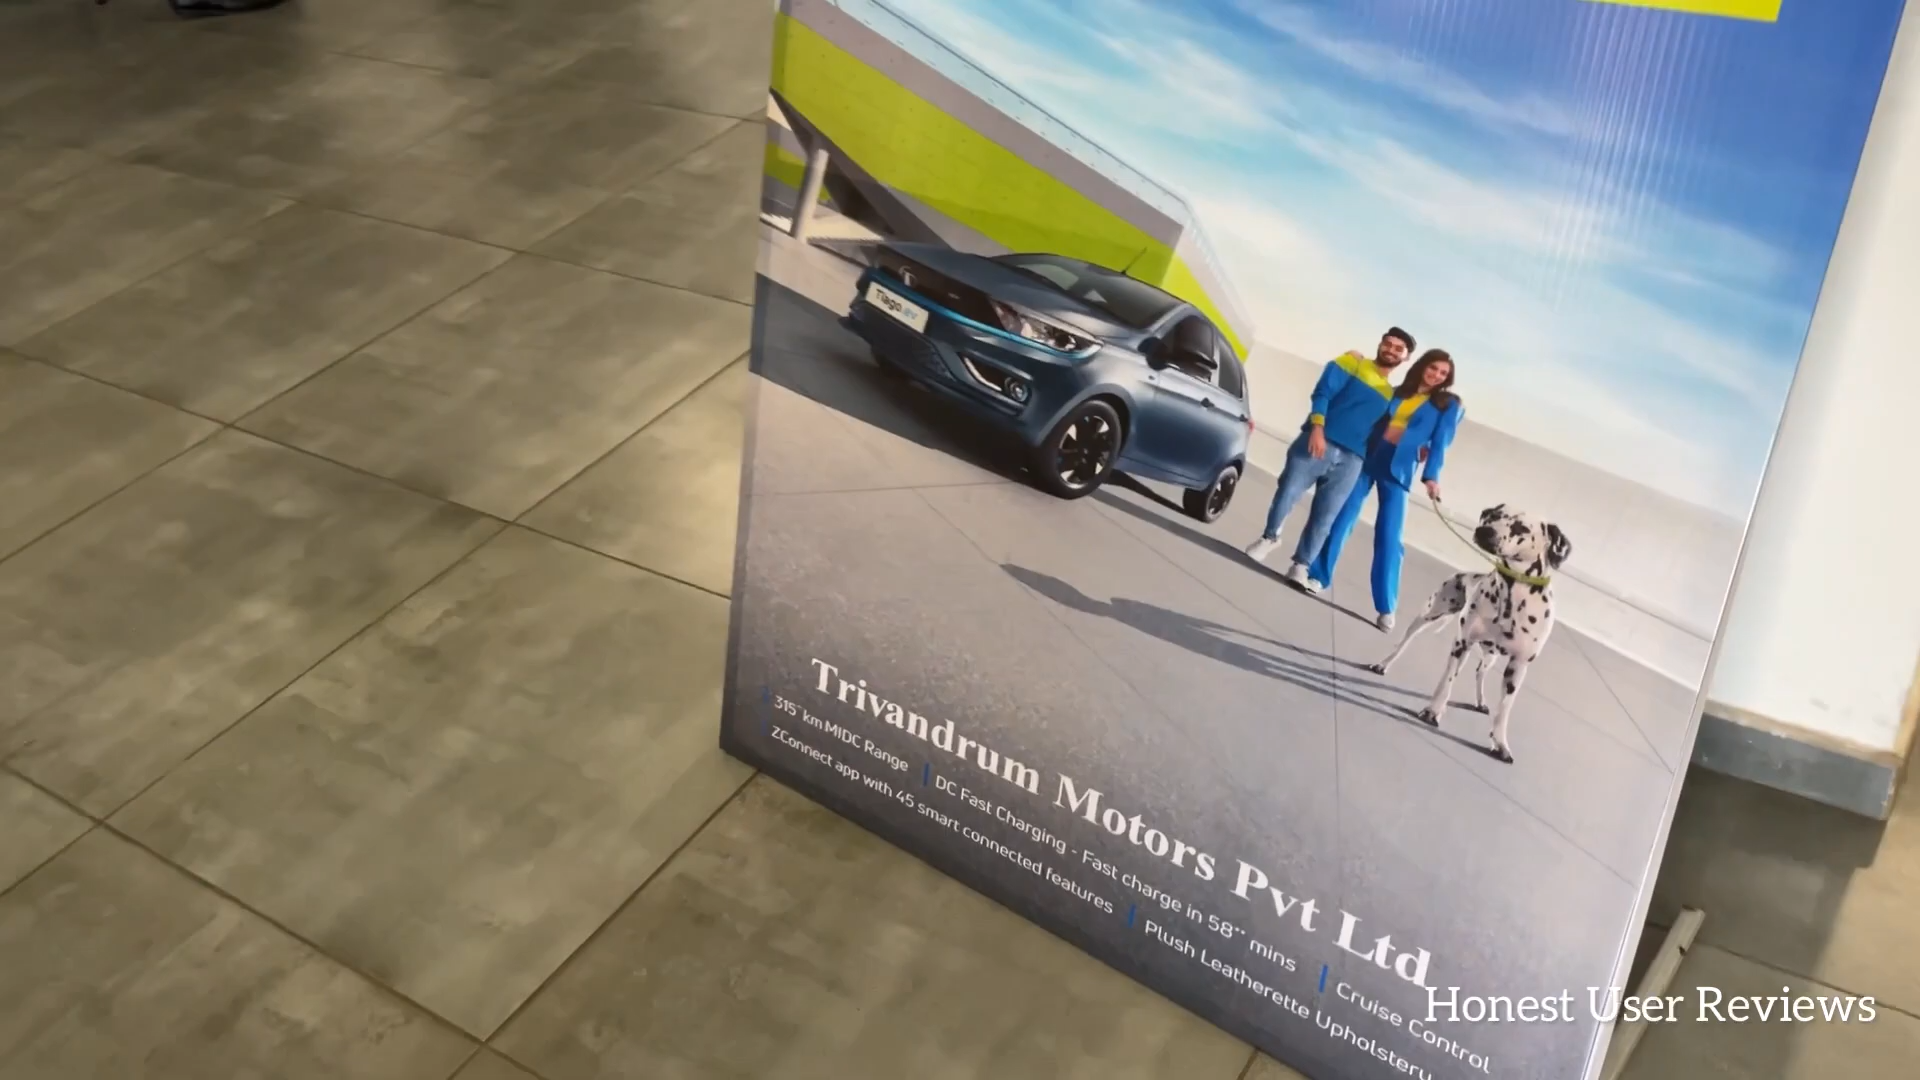 Tiago.ev
Trivandrum Motors Pvt Ltd
315* km MIDC Range | DC Fast Charging - Fast charge in 58** mins | Cruise Control
ZConnect app with 45 smart connected features | Plush Leatherette Upholstery
Honest User Reviews